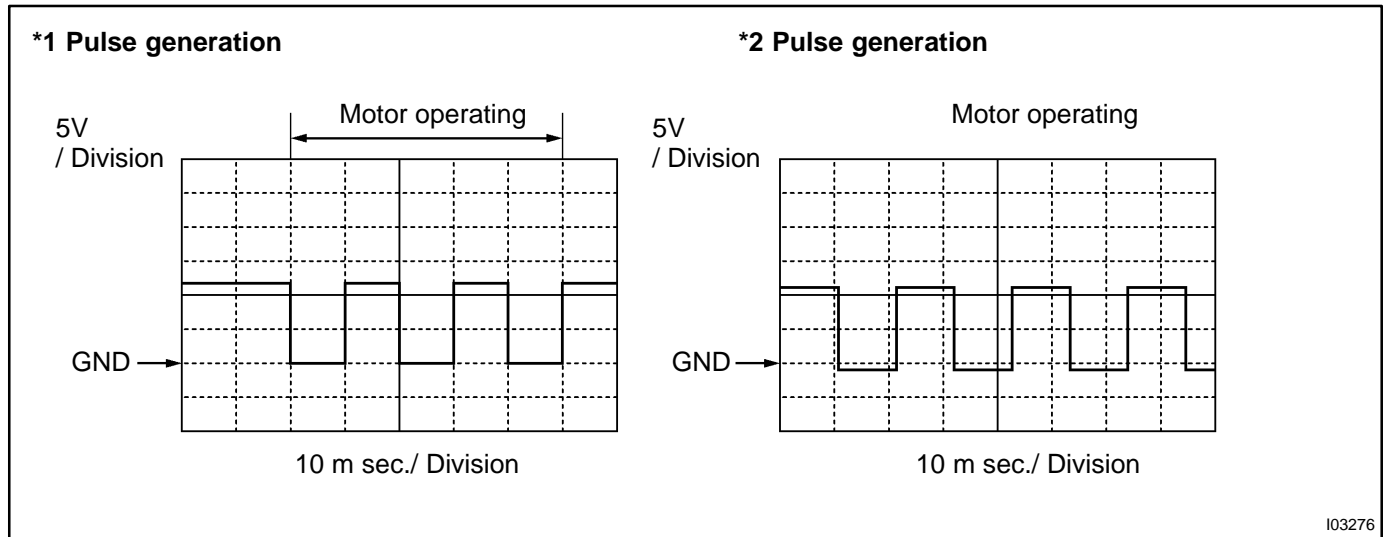 *1 Pulse generation
*2 Pulse generation
Motor operating
5V
/ Division
GND
10 m sec./ Division
Motor operating
5V
/ Division
GND
10 m sec./ Division
I03276